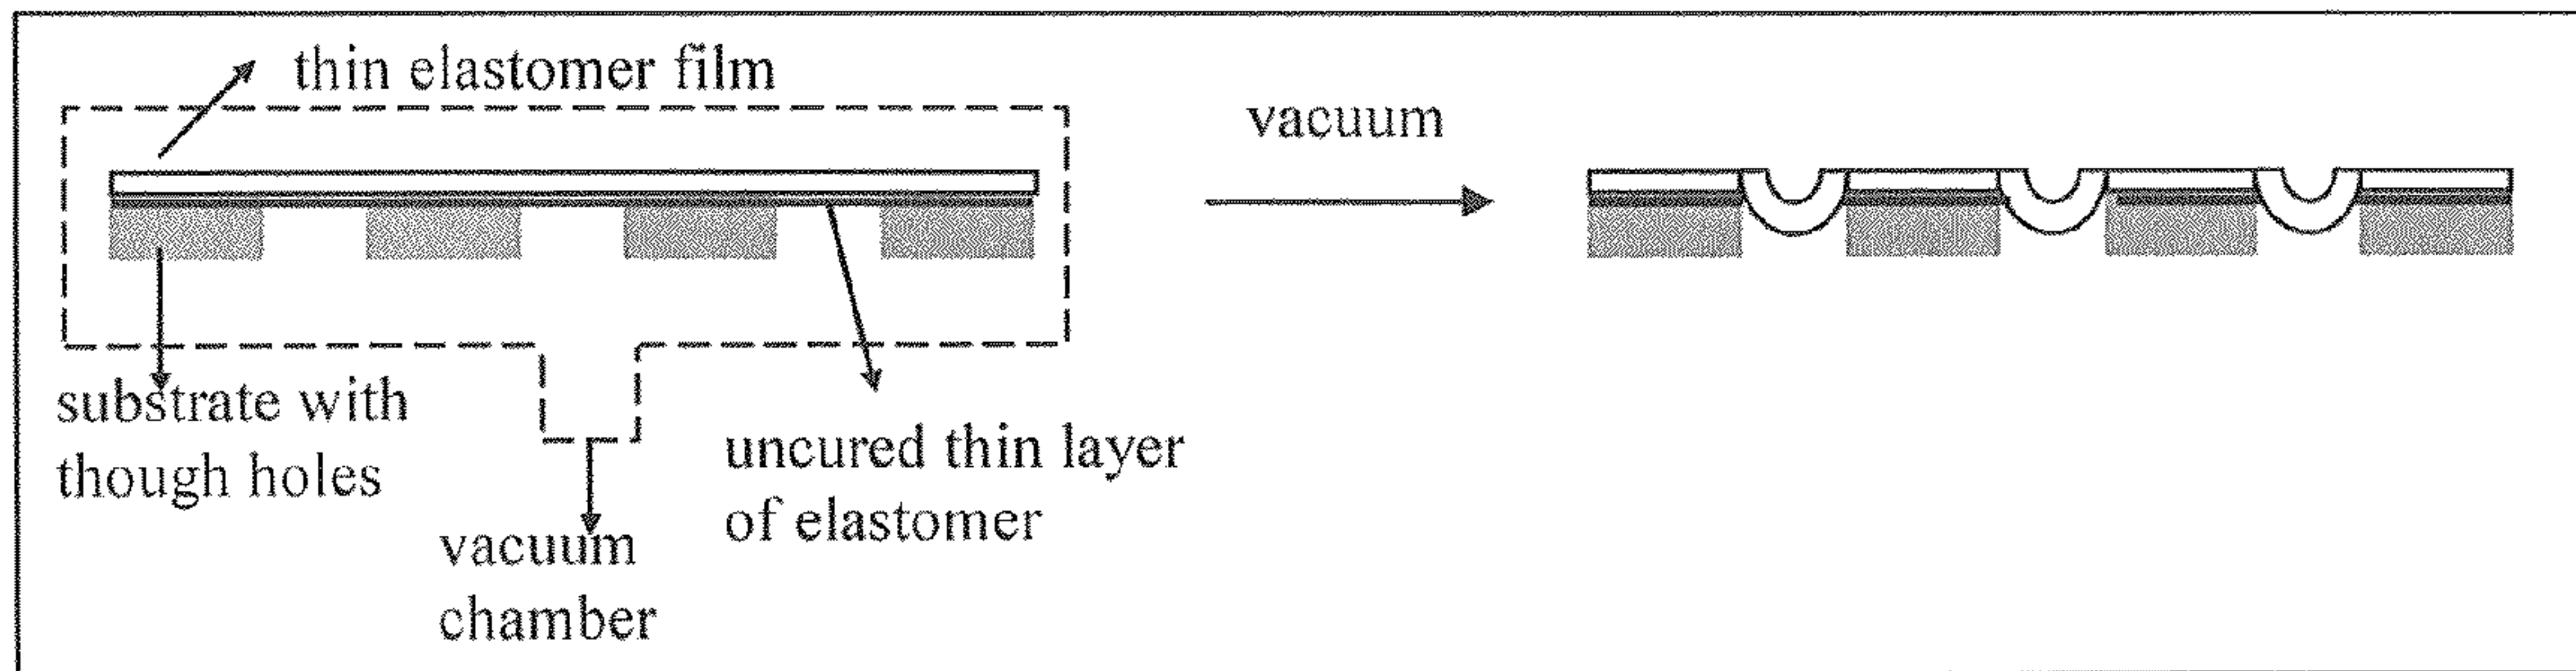 thin elastomer film
vacuum
substrate with
though holes
uncured thin layer
of elastomer
vacuum
chamber